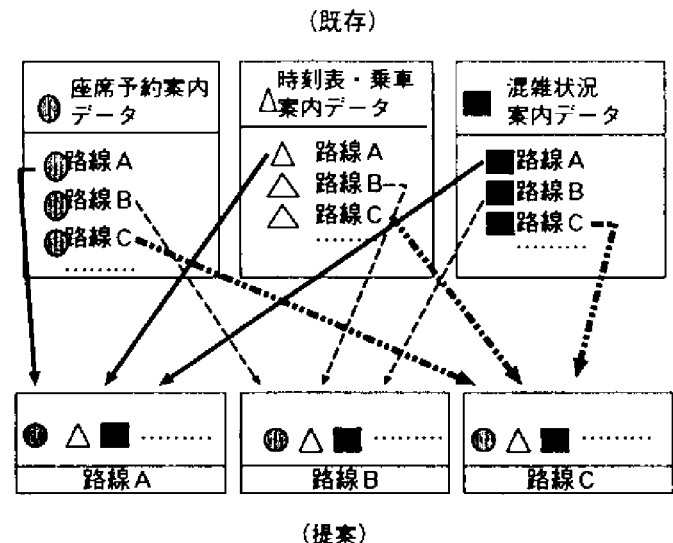 (既存)
座席予約案内
データ
路線A
路線B
路線C
………
時刻表・乗車
案内データ
路線A
路線B
路線C
………
混雑状況
案内データ
路線A
路線B
路線C
………
………
路線A
………
路線B
………
路線C
(提案)